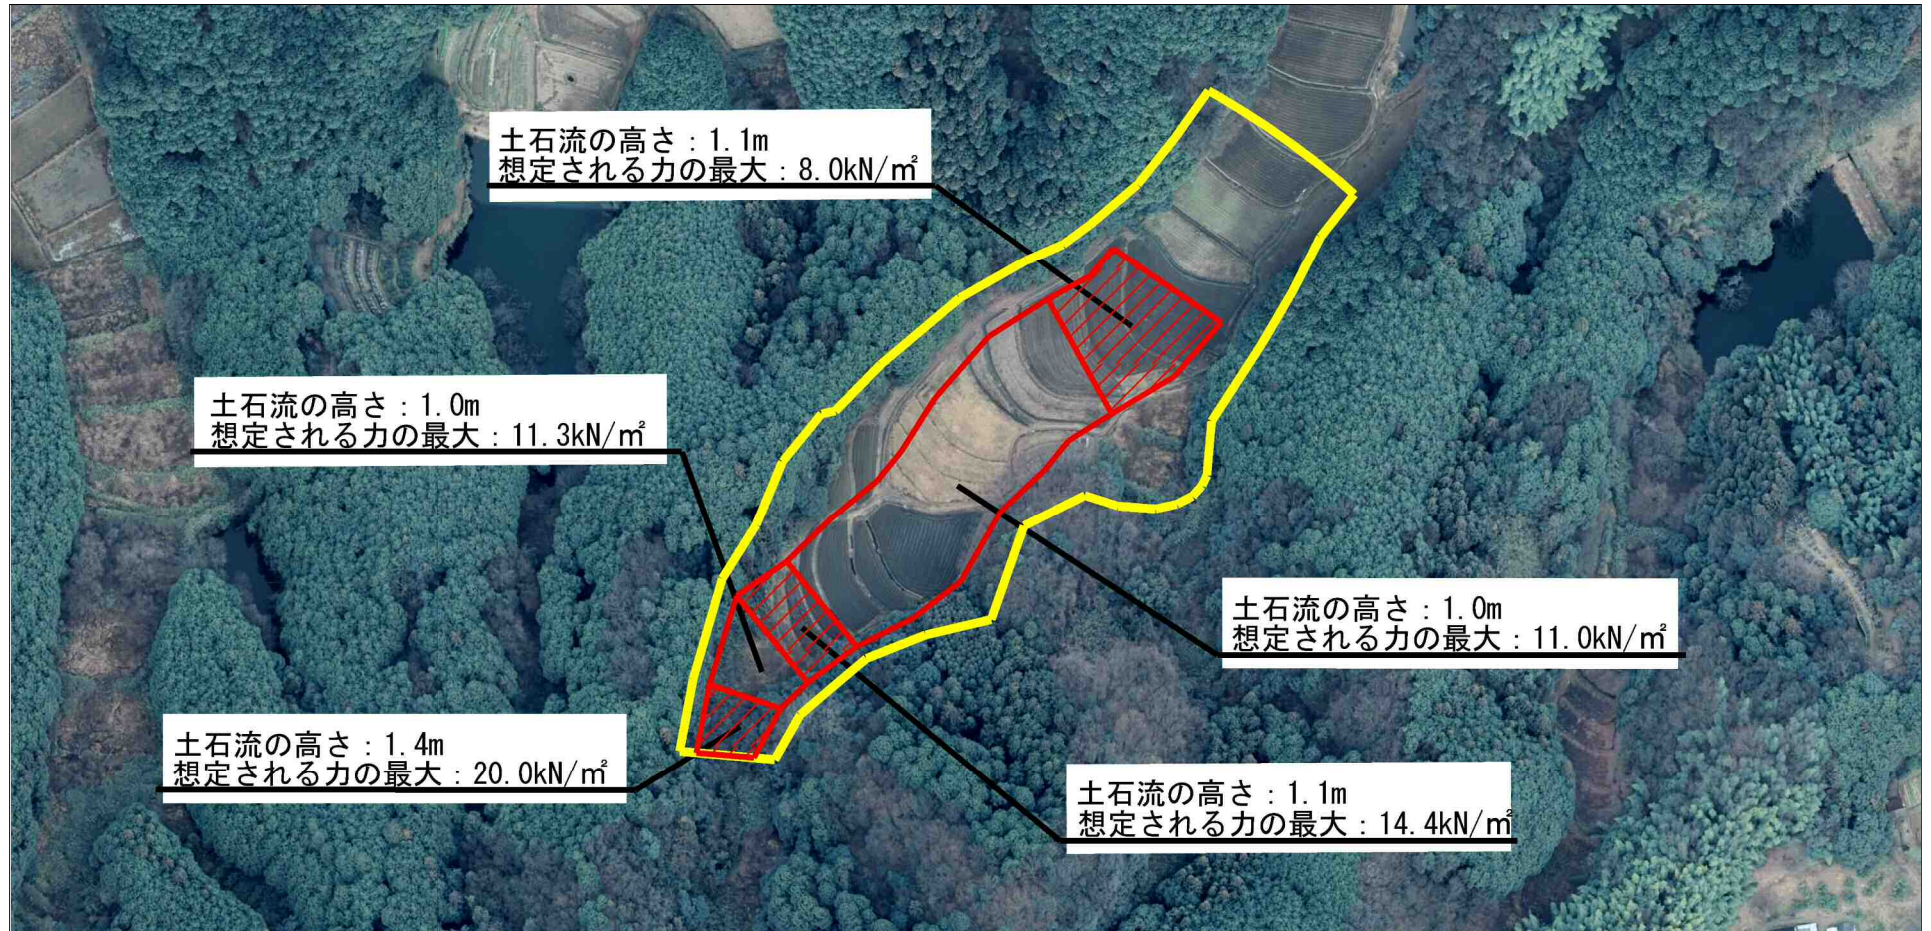 土石流の高さ：1.1m
想定される力の最大：8.0kN/㎡
土石流の高さ：1.0m
想定される力の最大：11.3kN/㎡
土石流の高さ：1.0m
想定される力の最大：11.0kN/㎡
土石流の高さ：1.4m
想定される力の最大：20.0kN/㎡
土石流の高さ：1.1m
想定される力の最大：14.4kN/㎡